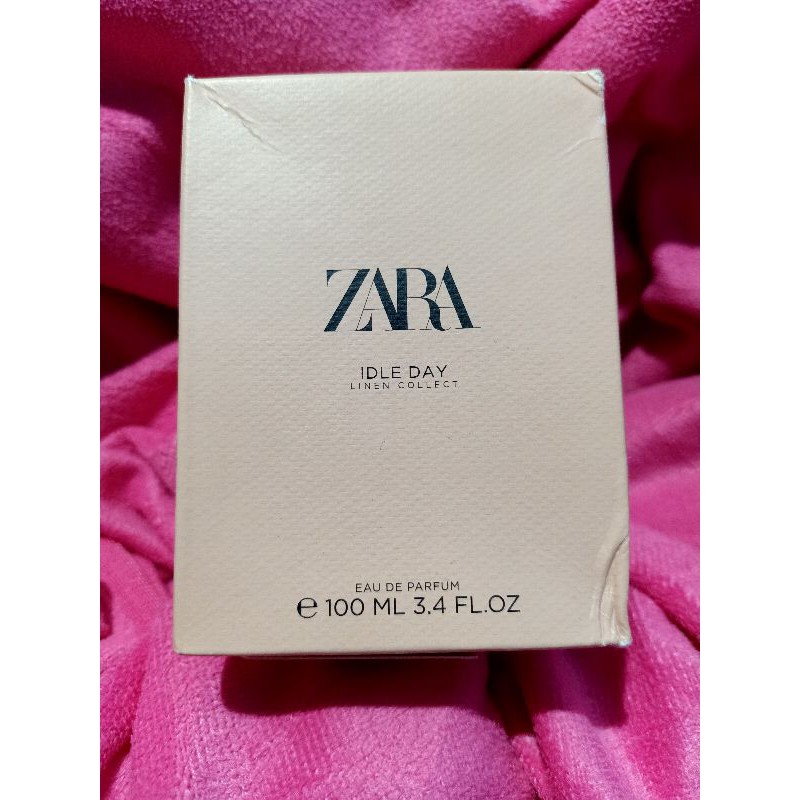 ZARA
IDLE DAY
LINEN COLLECT
EAU DE PARFUM
℮ 100 ML 3.4 FL.OZ